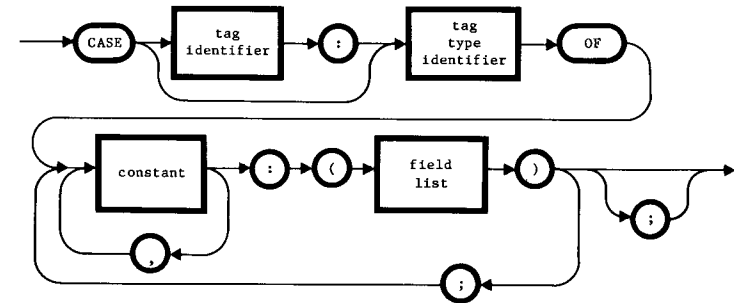 CASE
tag
identifier
:
tag
type
identifier
OF
constant
:
(
field
list
)
;
,
;